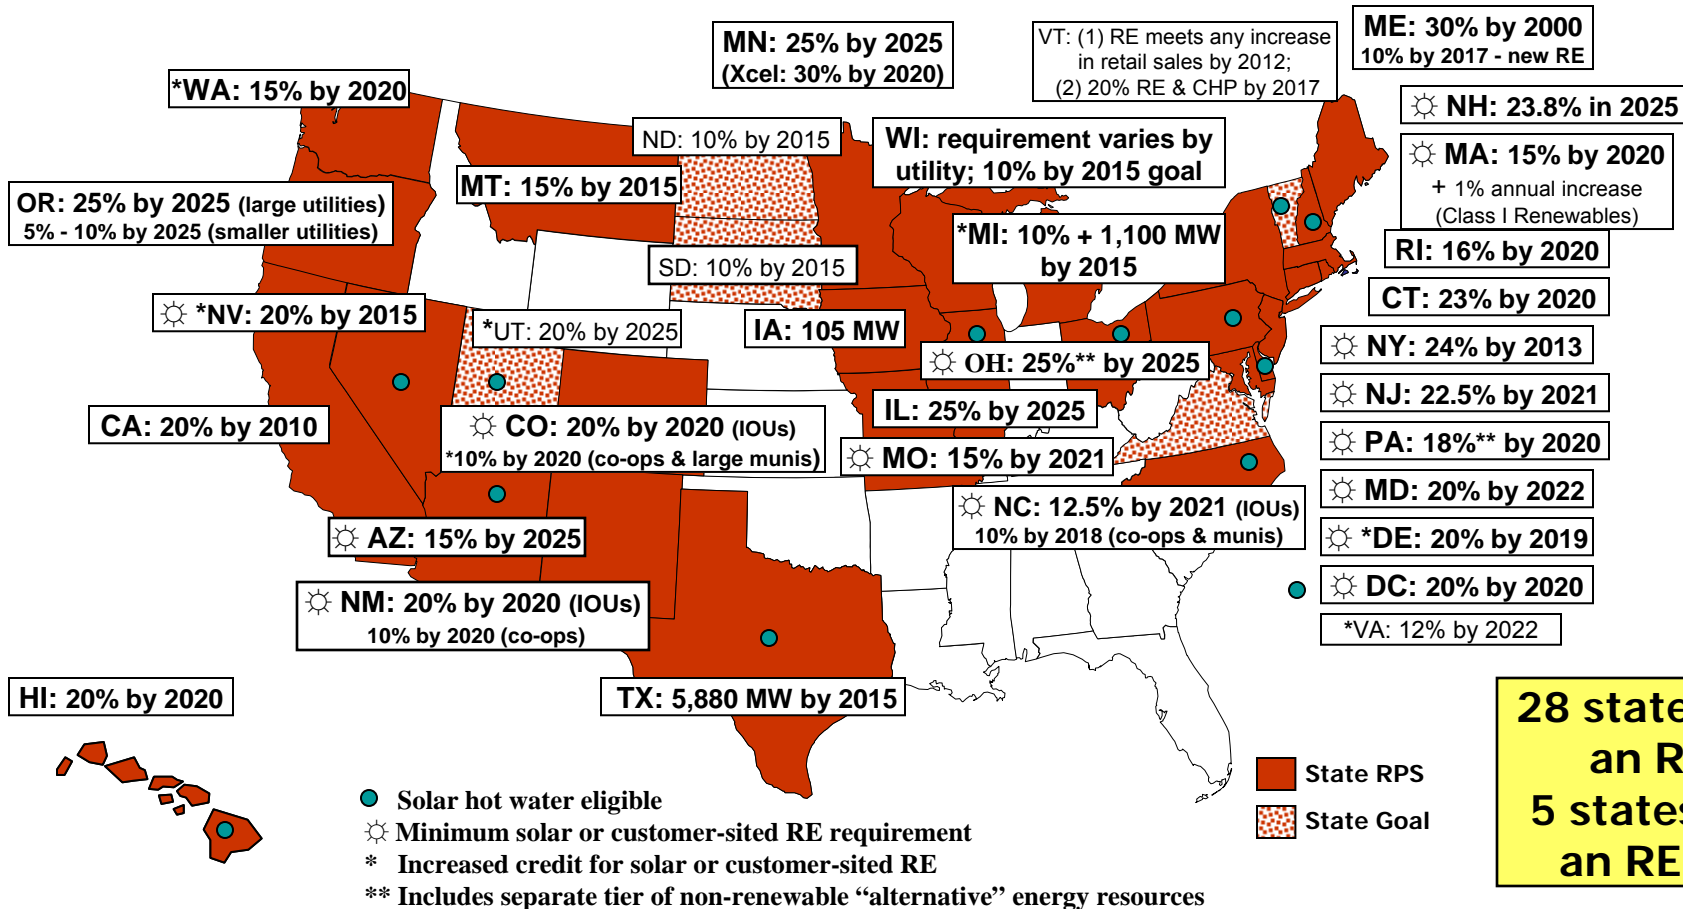 MN: 25% by 2025
(Xcel: 30% by 2020)
VT: (1) RE meets any increase
in retail sales by 2012;
(2) 20% RE & CHP by 2017
ME: 30% by 2000
10% by 2017 - new RE
*WA: 15% by 2020
☼ NH: 23.8% in 2025
ND: 10% by 2015
WI: requirement varies by
utility; 10% by 2015 goal
☼ MA: 15% by 2020
+ 1% annual increase
(Class I Renewables)
MT: 15% by 2015
OR: 25% by 2025 (large utilities)
5% - 10% by 2025 (smaller utilities)
*MI: 10% + 1,100 MW
by 2015
RI: 16% by 2020
SD: 10% by 2015
CT: 23% by 2020
☼ *NV: 20% by 2015
*UT: 20% by 2025
IA: 105 MW
☼ OH: 25%** by 2025
☼ NY: 24% by 2013
☼ NJ: 22.5% by 2021
CA: 20% by 2010
☼ CO: 20% by 2020 (IOUs)
*10% by 2020 (co-ops & large munis)
IL: 25% by 2025
☼ MO: 15% by 2021
☼ PA: 18%** by 2020
☼ MD: 20% by 2022
☼ NC: 12.5% by 2021 (IOUs)
10% by 2018 (co-ops & munis)
☼ AZ: 15% by 2025
☼ *DE: 20% by 2019
☼ NM: 20% by 2020 (IOUs)
10% by 2020 (co-ops)
☼ DC: 20% by 2020
*VA: 12% by 2022
HI: 20% by 2020
TX: 5,880 MW by 2015
28 state
an R
5 states
an RE
State RPS
State Goal
Solar hot water eligible
☼ Minimum solar or customer-sited RE requirement
* Increased credit for solar or customer-sited RE
** Includes separate tier of non-renewable “alternative” energy resources